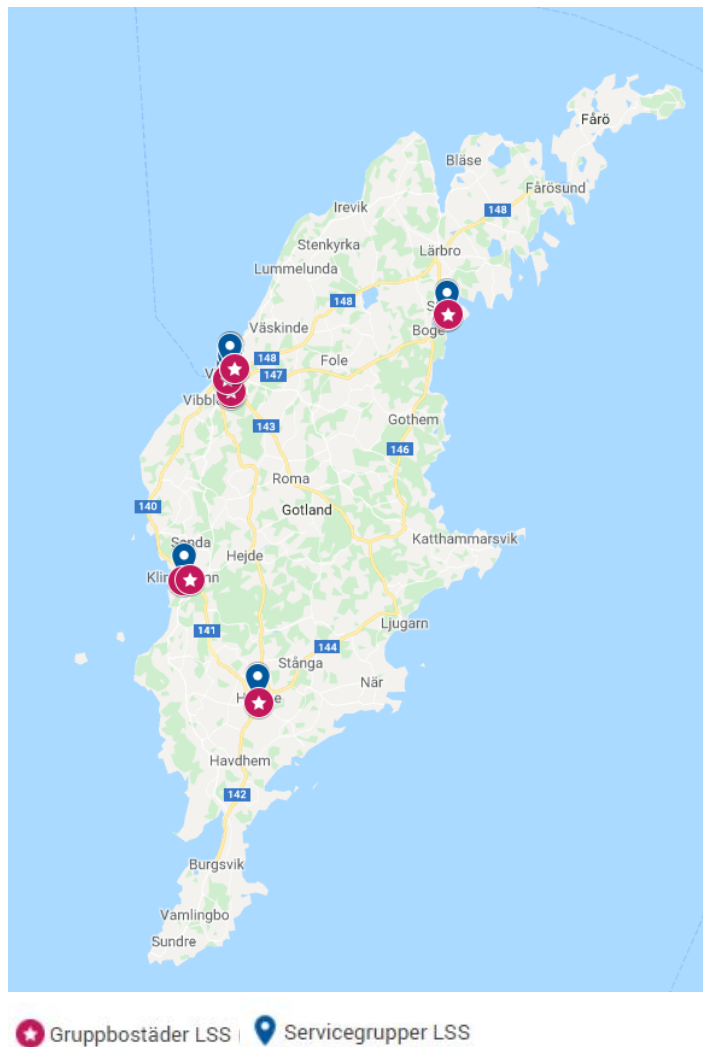 Fårö
Bläse
Fårösund
Irevik
148
Stenkyrka
Lärbro
Lummelunda
148
Väskinde
Boge
148
Fole
147
Vibble
Gothem
143
146
Roma
140
Gotland
Katthammarsvik
Sanda
Hejde
Ljugarn
141
144
Stånga
När
Havdhem
142
Burgsvik
Vamlingbo
Sundre
Gruppbostäder LSS
Servicegrupper LSS